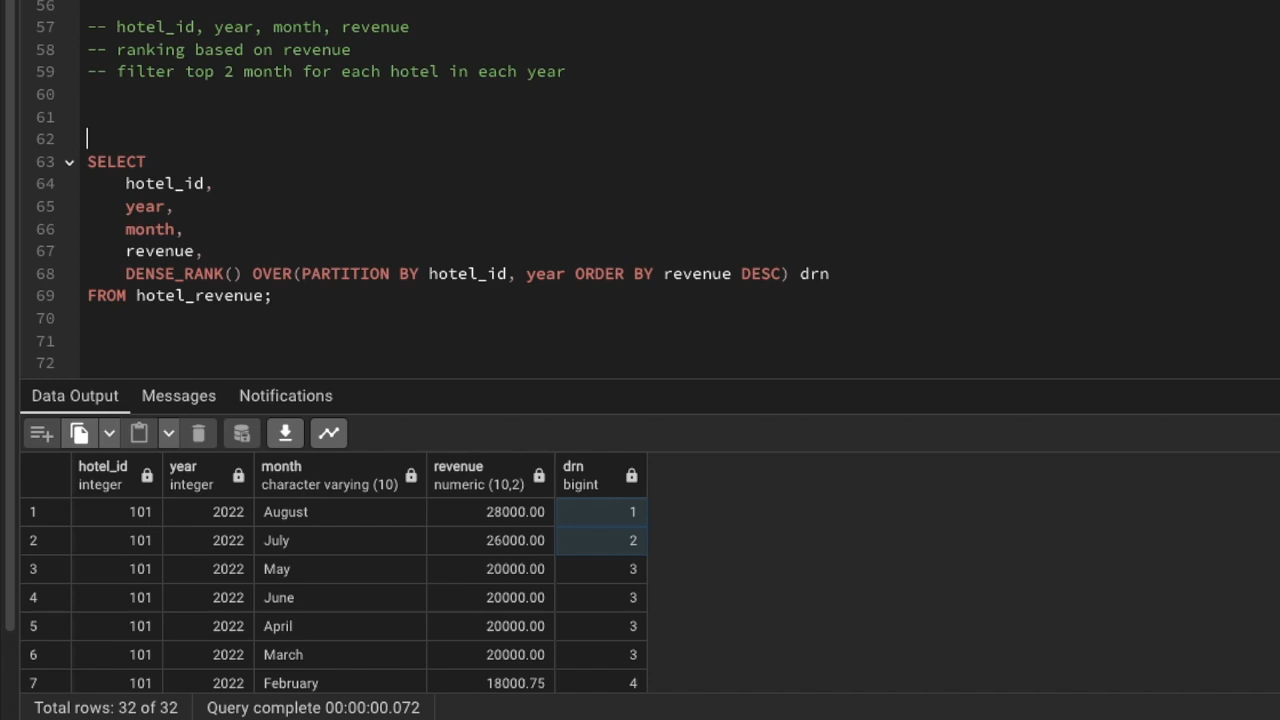 56
57 -- hotel_id, year, month, revenue
58 -- ranking based on revenue
59 -- filter top 2 month for each hotel in each year
60
61
62
63 SELECT
64 hotel_id,
65 year,
66 month,
67 revenue,
68 DENSE_RANK() OVER(PARTITION BY hotel_id, year ORDER BY revenue DESC) drn
69 FROM hotel_revenue;
70
71
72
Data Output Messages Notifications
hotel_id year month revenue drn
integer integer character varying (10) numeric (10,2) bigint
1 101 2022 August 28000.00 1
2 101 2022 July 26000.00 2
3 101 2022 May 20000.00 3
4 101 2022 June 20000.00 3
5 101 2022 April 20000.00 3
6 101 2022 March 20000.00 3
7 101 2022 February 18000.75 4
Total rows: 32 of 32 Query complete 00:00:00.072